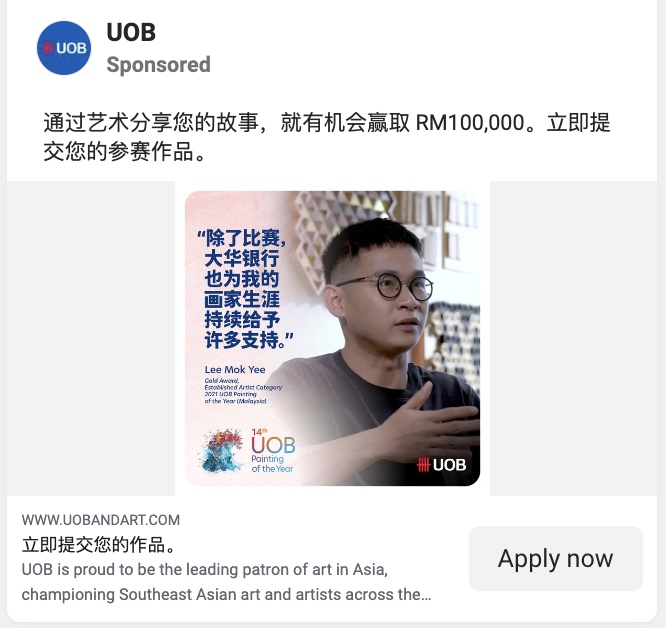 UOB
UOB
Sponsored
通过艺术分享您的故事，就有机会赢取 RM100,000。立即提
交您的参赛作品。
“除了比赛，
大华银行
也为我的
画家生涯
持续给予
许多支持。”
Lee Mok Yee
Gold Award,
Established Artist Category
2021 UOB Painting
of the Year (Malaysia)
14th
UOB
Painting
of the Year
UOB
WWW.UOBANDART.COM
立即提交您的作品。
UOB is proud to be the leading patron of art in Asia,
championing Southeast Asian art and artists across the...
Apply now